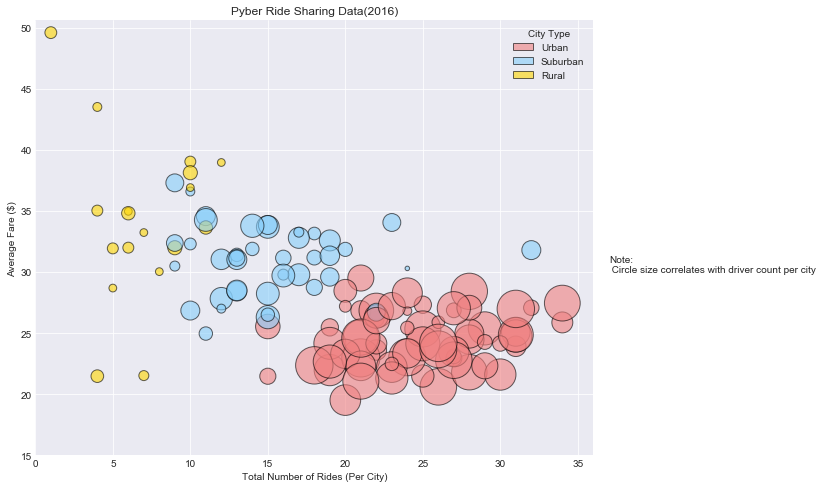 Pyber Ride Sharing Data(2016)
50
45
40
35
30
25
20
15
Average Fare ($)
0
5
10
15
20
25
30
35
Total Number of Rides (Per City)
City Type
Urban
Suburban
Rural
Note:
Circle size correlates with driver count per city